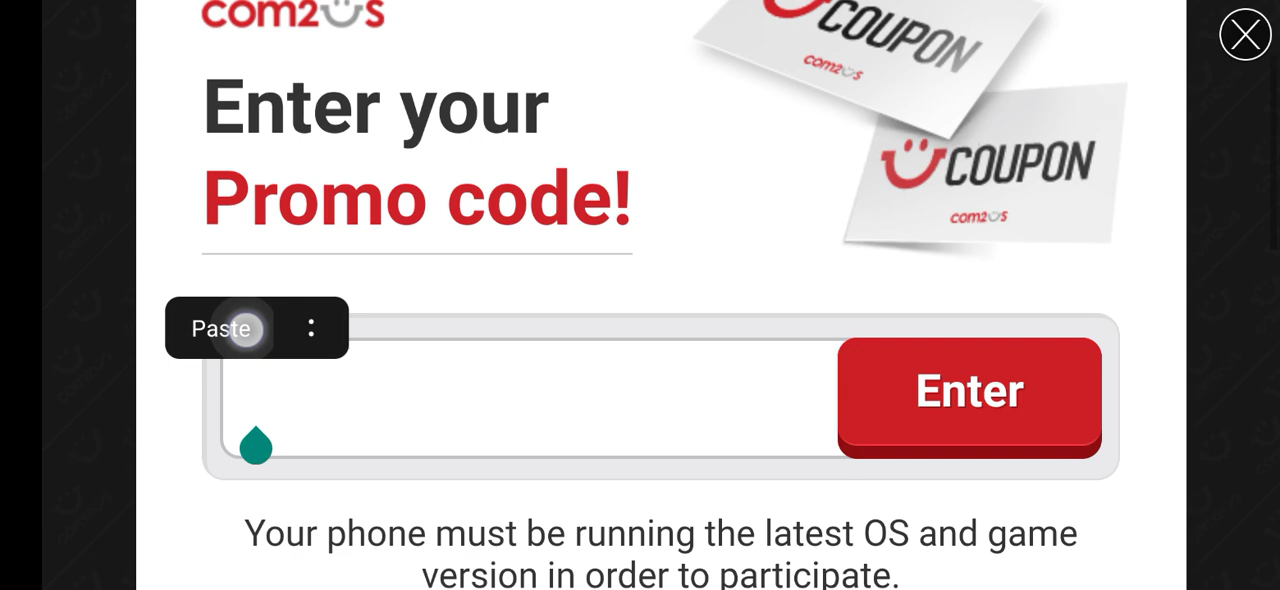 com2us
COUPON
com2us
Enter your
Promo code!
COUPON
com2us
Paste
Enter
Your phone must be running the latest OS and game
version in order to participate.